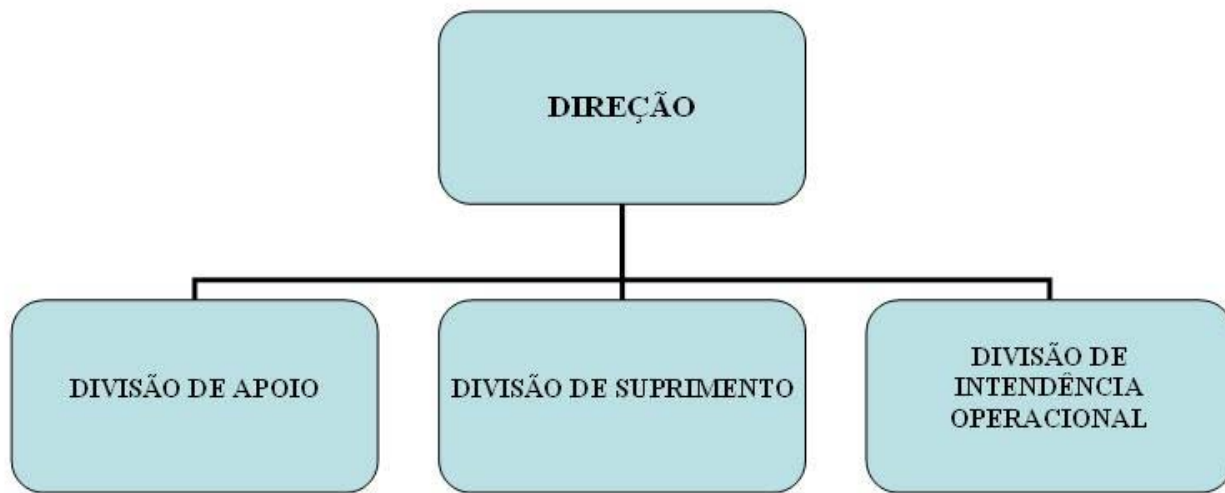 DIREÇÃO
DIVISÃO DE APOIO
DIVISÃO DE SUPRIMENTO
DIVISÃO DE
INTENDÊNCIA
OPERACIONAL